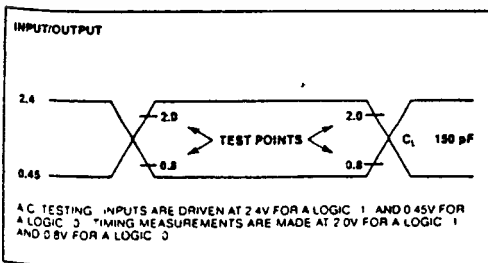 INPUT/OUTPUT
2.4
2.0
2.0
TEST POINTS
C_L 150 pF
0.8
0.8
0.45
A.C. TESTING INPUTS ARE DRIVEN AT 2 4V FOR A LOGIC 1 AND 0 45V FOR
A LOGIC 0 TIMING MEASUREMENTS ARE MADE AT 2 0V FOR A LOGIC 1
AND 0 8V FOR A LOGIC 0